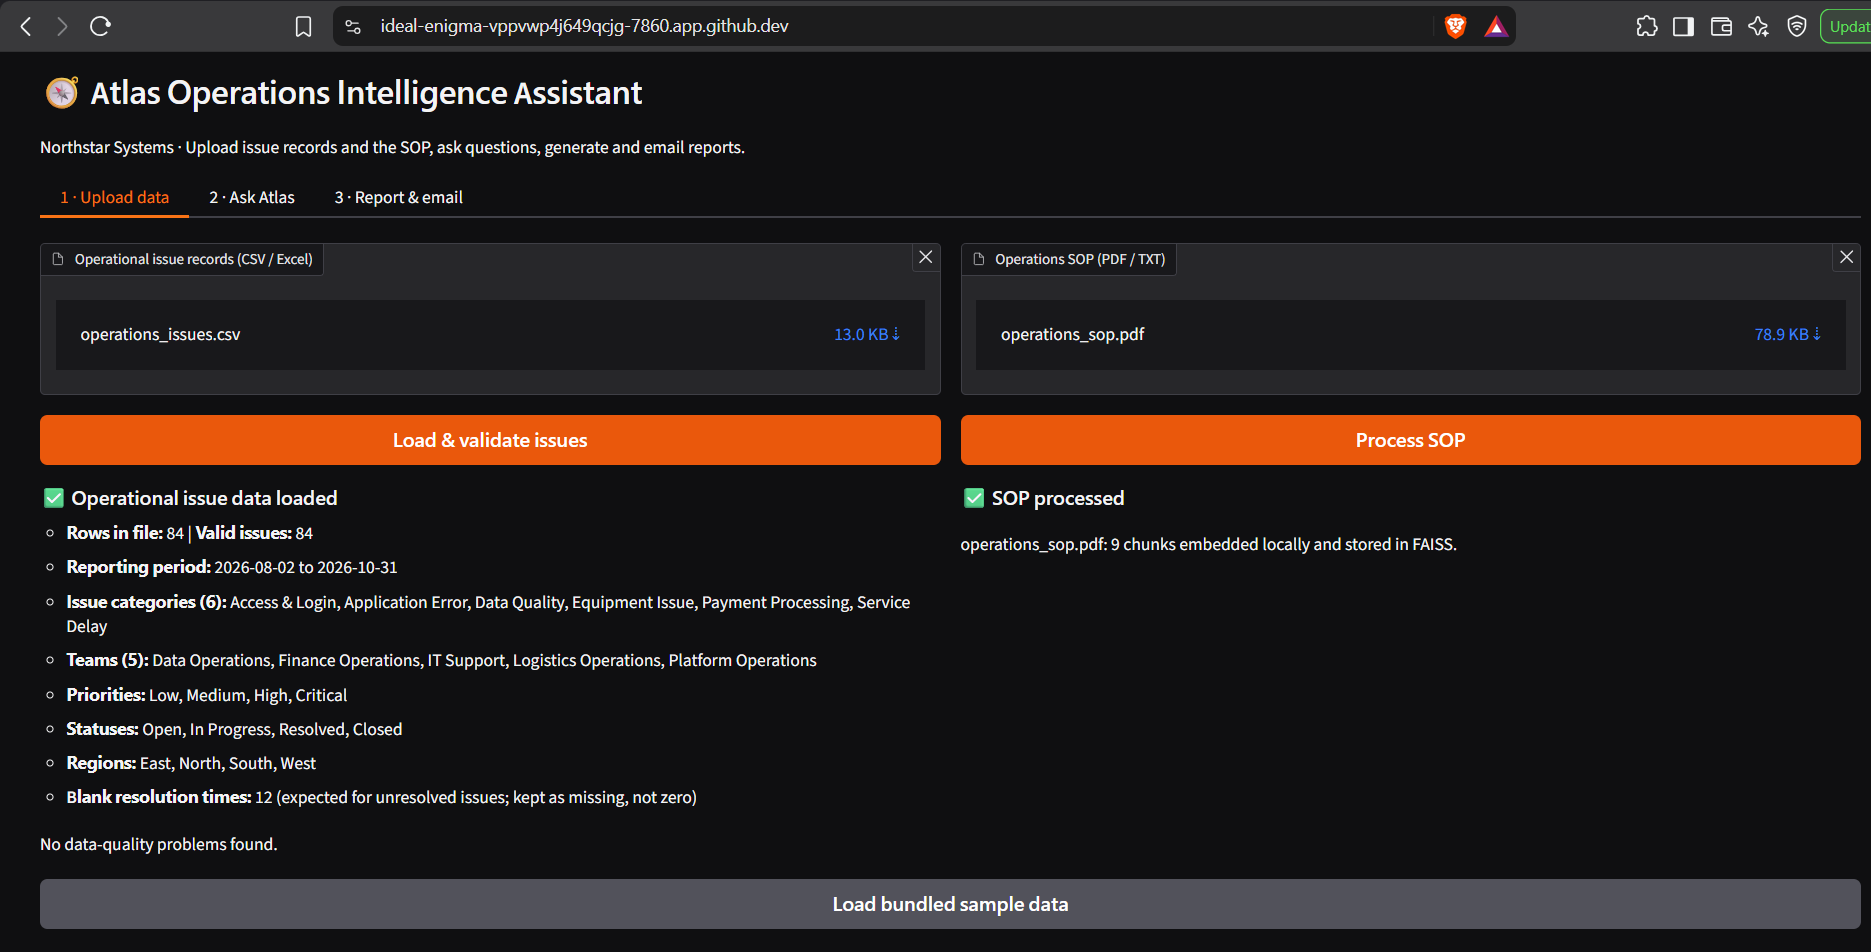 ideal-enigma-vppvwp4j649qcjg-7860.app.github.dev
Updat
Atlas Operations Intelligence Assistant
Northstar Systems · Upload issue records and the SOP, ask questions, generate and email reports.
1 · Upload data
2 · Ask Atlas
3 · Report & email
Operational issue records (CSV / Excel)
operations_issues.csv
13.0 KB ⇣
Load & validate issues
✅ Operational issue data loaded
Rows in file: 84 | Valid issues: 84
Reporting period: 2026-08-02 to 2026-10-31
Issue categories (6): Access & Login, Application Error, Data Quality, Equipment Issue, Payment Processing, Service
Delay
Teams (5): Data Operations, Finance Operations, IT Support, Logistics Operations, Platform Operations
Priorities: Low, Medium, High, Critical
Statuses: Open, In Progress, Resolved, Closed
Regions: East, North, South, West
Blank resolution times: 12 (expected for unresolved issues; kept as missing, not zero)
No data-quality problems found.
Operations SOP (PDF / TXT)
operations_sop.pdf
78.9 KB ⇣
Process SOP
✅ SOP processed
operations_sop.pdf: 9 chunks embedded locally and stored in FAISS.
Load bundled sample data